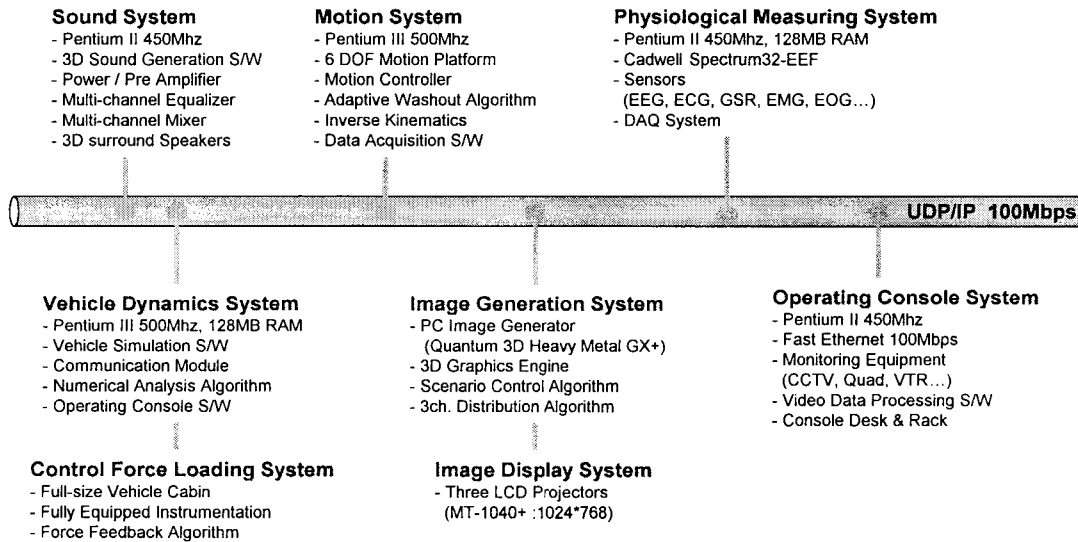 Sound System
- Pentium II 450Mhz
- 3D Sound Generation S/W
- Power / Pre Amplifier
- Multi-channel Equalizer
- Multi-channel Mixer
- 3D surround Speakers
Motion System
- Pentium III 500Mhz
- 6 DOF Motion Platform
- Motion Controller
- Adaptive Washout Algorithm
- Inverse Kinematics
- Data Acquisition S/W
Physiological Measuring System
- Pentium II 450Mhz, 128MB RAM
- Cadwell Spectrum32-EEF
- Sensors
(EEG, ECG, GSR, EMG, EOG...)
- DAQ System
UDP/IP 100Mbps
Vehicle Dynamics System
- Pentium III 500Mhz, 128MB RAM
- Vehicle Simulation S/W
- Communication Module
- Numerical Analysis Algorithm
- Operating Console S/W
Image Generation System
- PC Image Generator
(Quantum 3D Heavy Metal GX+)
- 3D Graphics Engine
- Scenario Control Algorithm
- 3ch. Distribution Algorithm
Operating Console System
- Pentium II 450Mhz
- Fast Ethernet 100Mbps
- Monitoring Equipment
(CCTV, Quad, VTR...)
- Video Data Processing S/W
- Console Desk & Rack
Control Force Loading System
- Full-size Vehicle Cabin
- Fully Equipped Instrumentation
- Force Feedback Algorithm
Image Display System
- Three LCD Projectors
(MT-1040+ :1024*768)